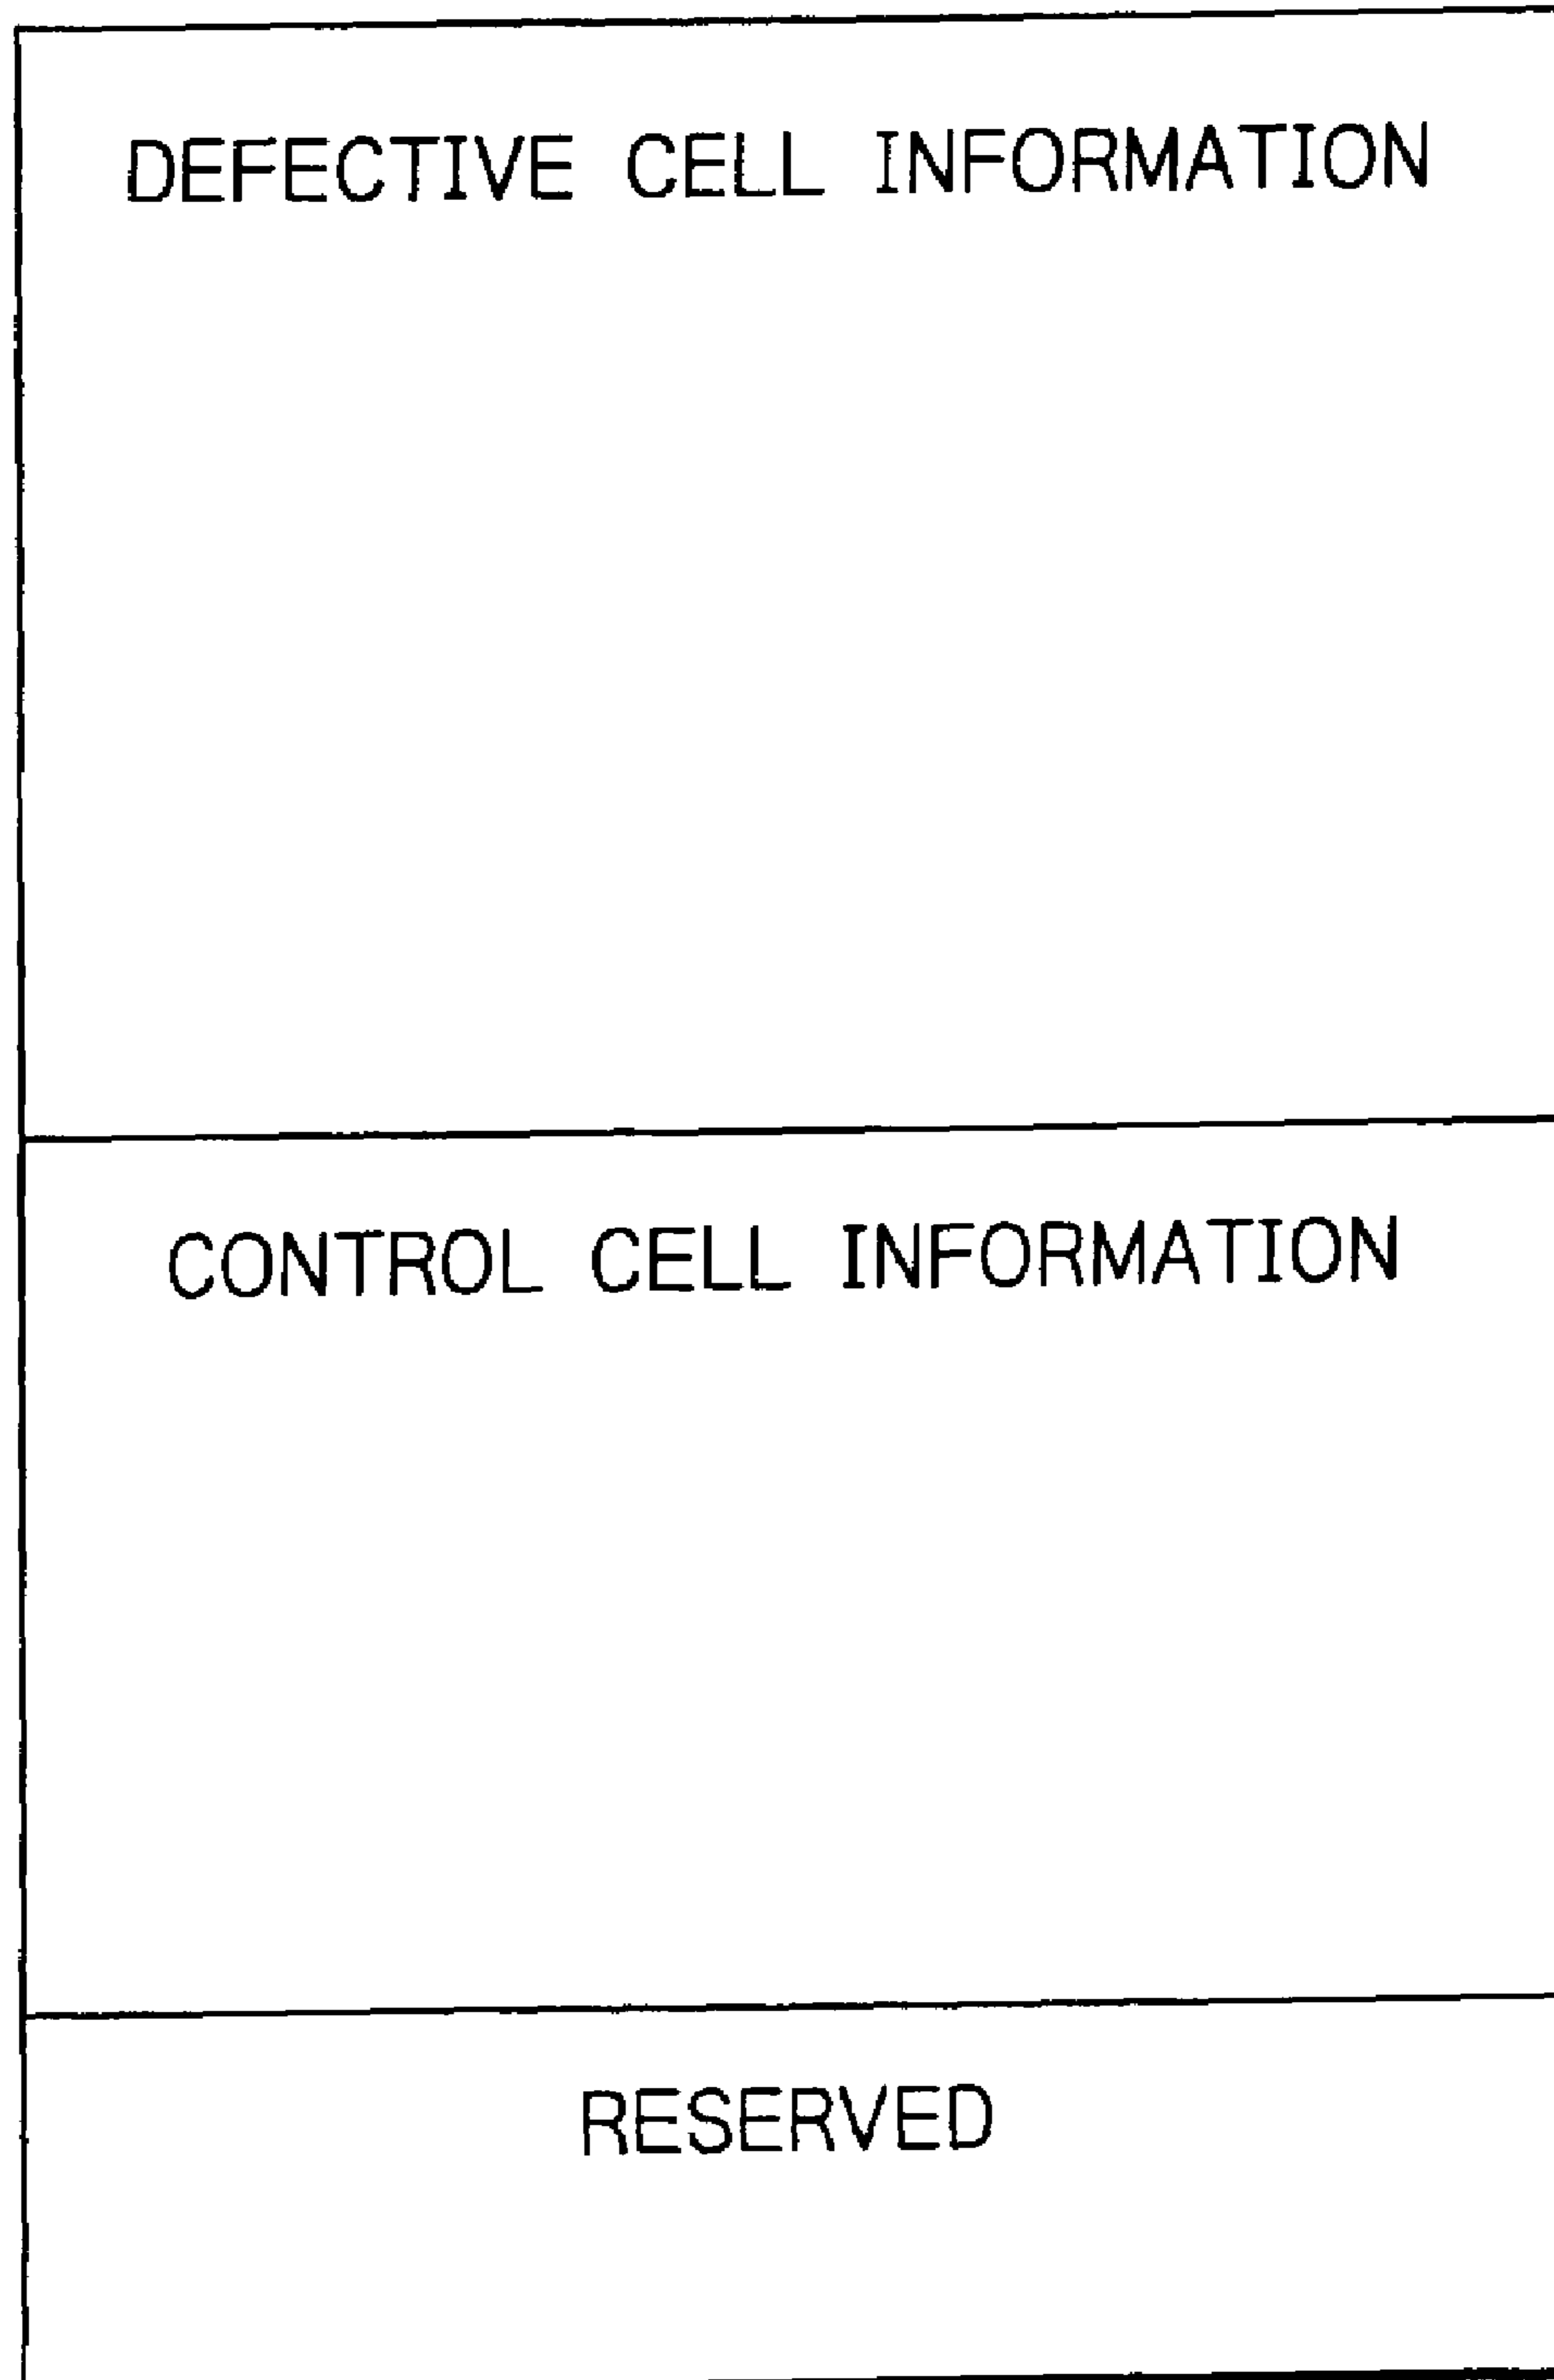 DEFECTIVE CELL INFORMATION
CONTROL CELL INFORMATION
RESERVED